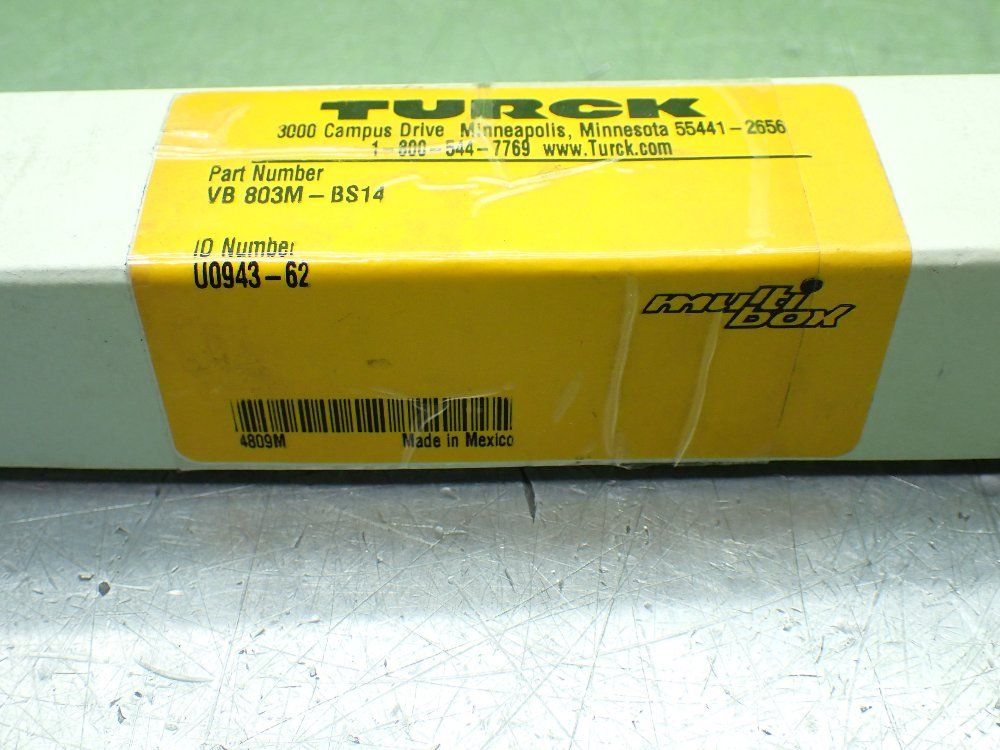 TURCK
3000 Campus Drive Minneapolis, Minnesota 55441-2656
1-800-544-7769 www.Turck.com
Part Number
VB 803M-BS14
ID Number
U0943-62
multi
box
4809M Made in Mexico